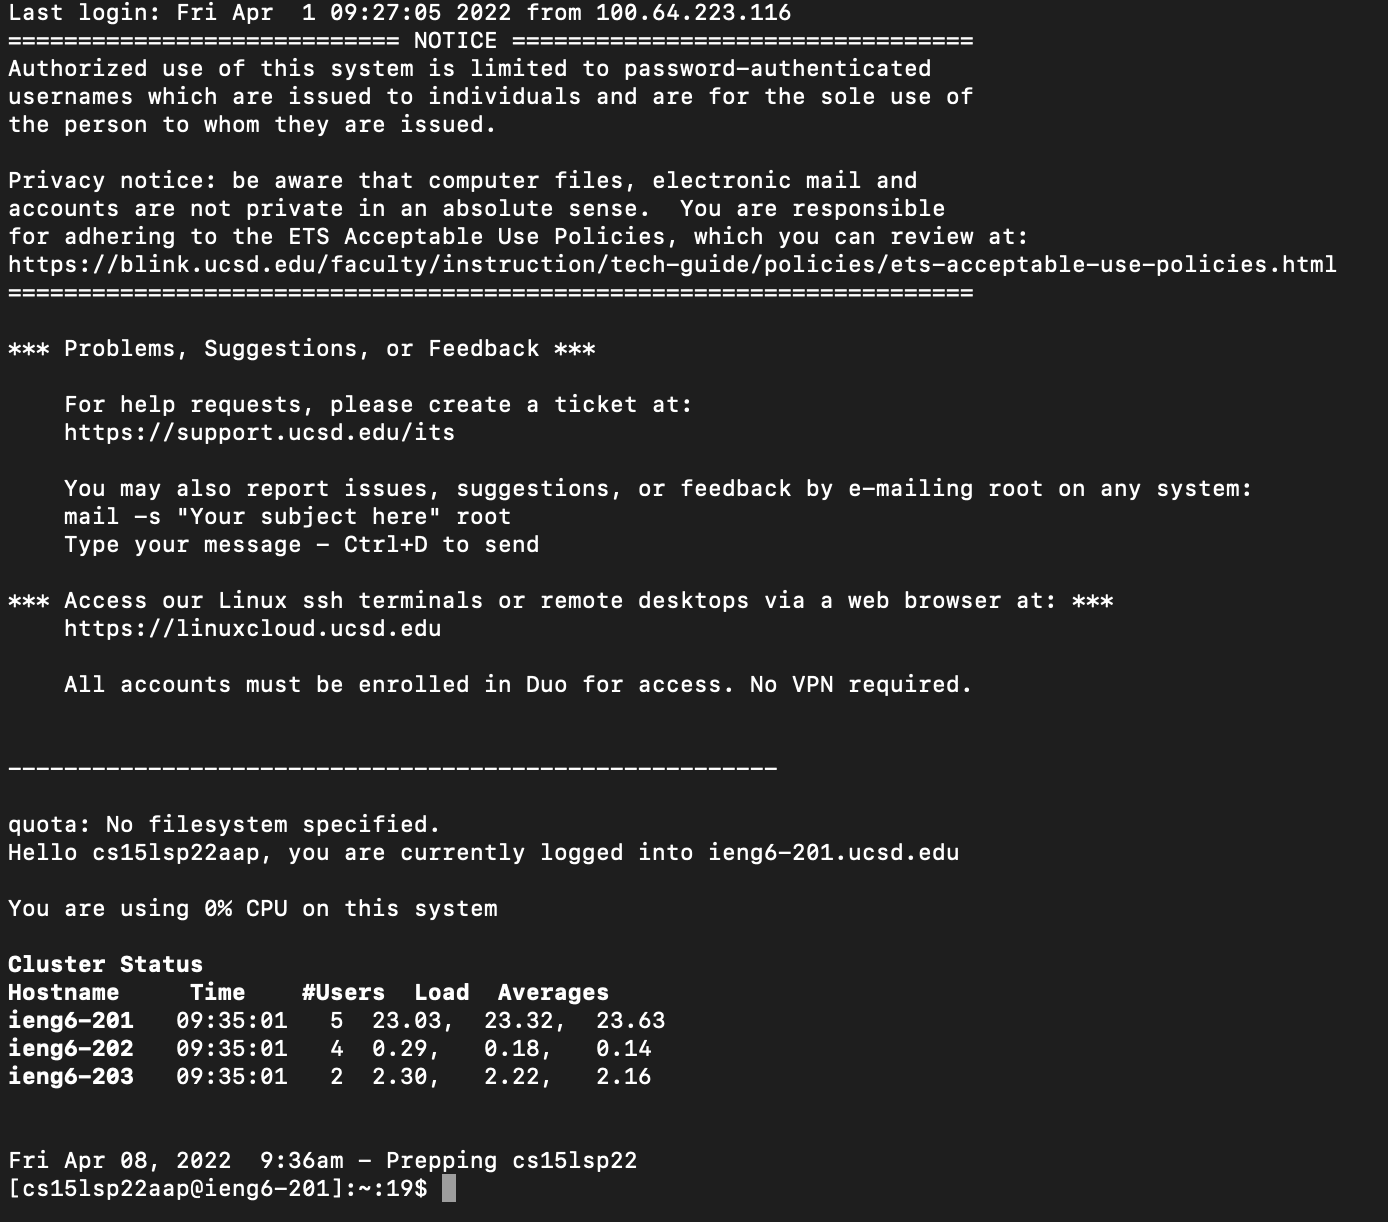 Last login: Fri Apr  1 09:27:05 2022 from 100.64.223.116
============================ NOTICE =================================
Authorized use of this system is limited to password-authenticated
usernames which are issued to individuals and are for the sole use of
the person to whom they are issued.

Privacy notice: be aware that computer files, electronic mail and
accounts are not private in an absolute sense.  You are responsible
for adhering to the ETS Acceptable Use Policies, which you can review at:
https://blink.ucsd.edu/faculty/instruction/tech-guide/policies/ets-acceptable-use-policies.html
=====================================================================

*** Problems, Suggestions, or Feedback ***

    For help requests, please create a ticket at:
    https://support.ucsd.edu/its

    You may also report issues, suggestions, or feedback by e-mailing root on any system:
    mail -s "Your subject here" root
    Type your message - Ctrl+D to send

*** Access our Linux ssh terminals or remote desktops via a web browser at: ***
    https://linuxcloud.ucsd.edu

    All accounts must be enrolled in Duo for access. No VPN required.


-------------------------------------------------------

quota: No filesystem specified.
Hello cs15lsp22aap, you are currently logged into ieng6-201.ucsd.edu

You are using 0% CPU on this system

Cluster Status
Hostname     Time    #Users  Load  Averages
ieng6-201   09:35:01   5  23.03,  23.32,  23.63
ieng6-202   09:35:01   4  0.29,   0.18,   0.14
ieng6-203   09:35:01   2  2.30,   2.22,   2.16


Fri Apr 08, 2022  9:36am - Prepping cs15lsp22
[cs15lsp22aap@ieng6-201]:~:19$